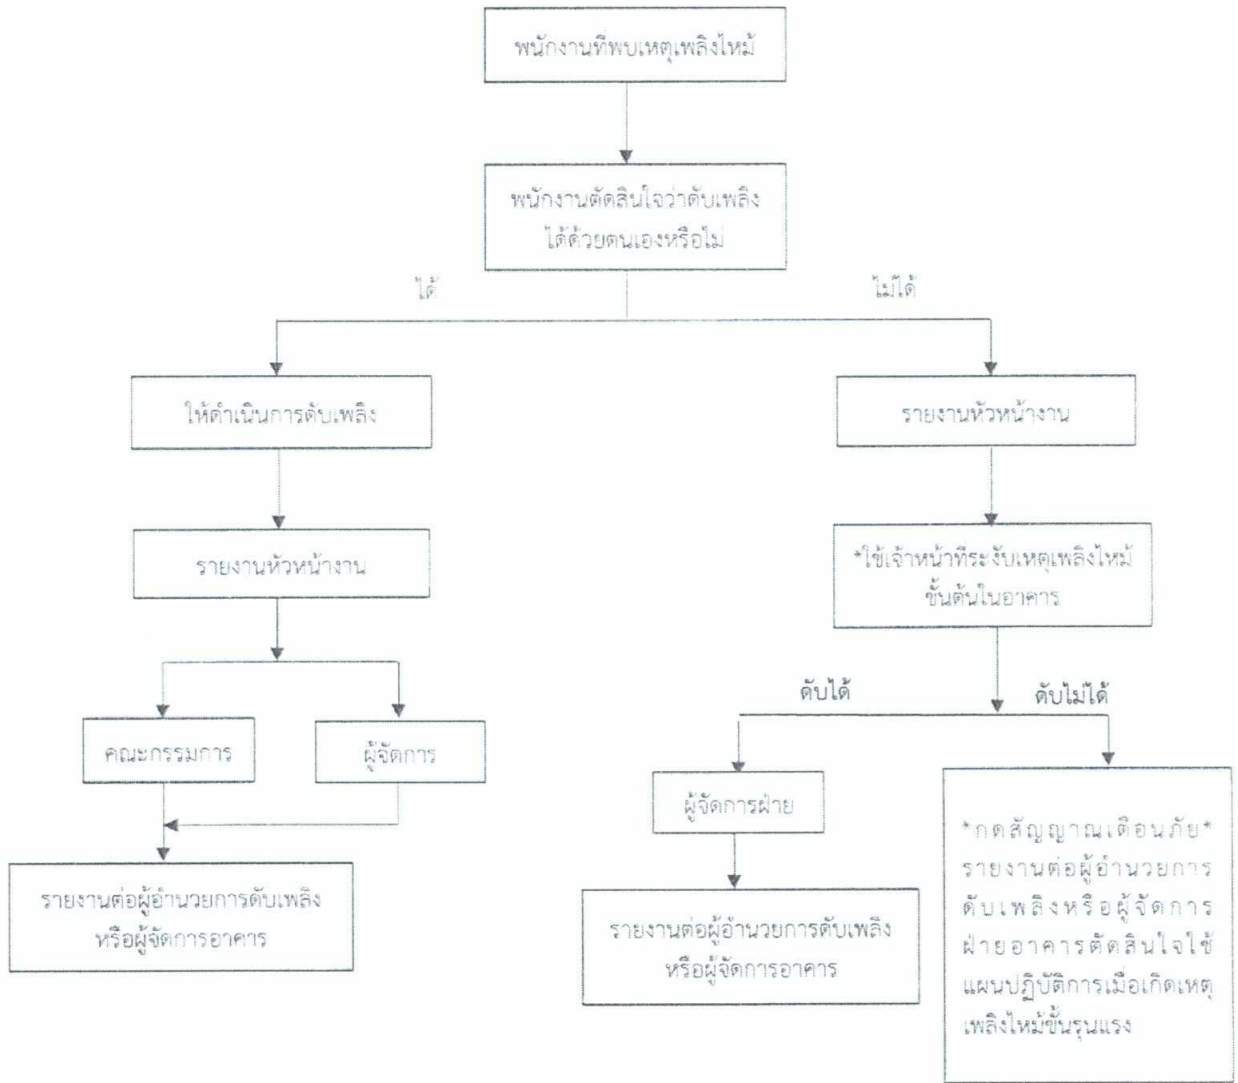 พนักงานที่พบเหตุเพลิงไหม้
พนักงานตัดสินใจว่าดับเพลิง
ได้ด้วยตนเองหรือไม่
ได้
ไม่ได้
ให้ดำเนินการดับเพลิง
รายงานหัวหน้างาน
รายงานหัวหน้างาน
*ใช้เจ้าหน้าที่ระงับเหตุเพลิงไหม้
ขั้นต้นในอาคาร
ดับได้
ดับไม่ได้
คณะกรรมการ
ผู้จัดการ
ผู้จัดการฝ่าย
รายงานต่อผู้อำนวยการดับเพลิง
หรือผู้จัดการอาคาร
รายงานต่อผู้อำนวยการดับเพลิง
หรือผู้จัดการอาคาร
*กดสัญญาณเตือนภัย*
รายงานต่อผู้อำนวยการ
ดับเพลิงหรือผู้จัดการ
ฝ่ายอาคารตัดสินใจใช้
แผนปฏิบัติการเมื่อเกิดเหตุ
เพลิงไหม้ขั้นรุนแรง